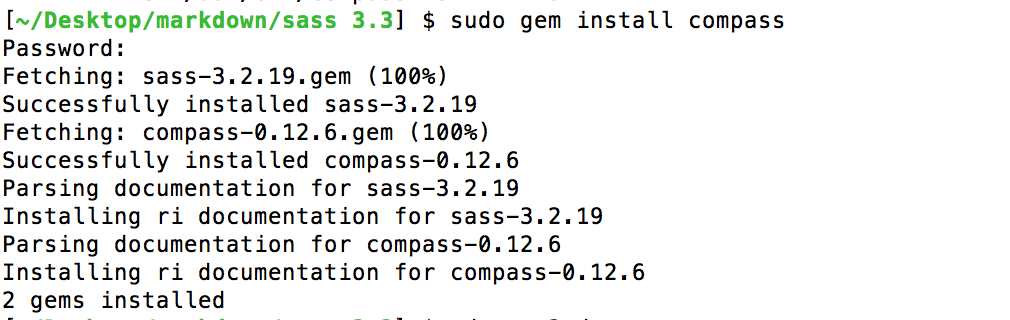 [~/Desktop/markdown/sass 3.3] $ sudo gem install compass
Password:
Fetching: sass-3.2.19.gem (100%)
Successfully installed sass-3.2.19
Fetching: compass-0.12.6.gem (100%)
Successfully installed compass-0.12.6
Parsing documentation for sass-3.2.19
Installing ri documentation for sass-3.2.19
Parsing documentation for compass-0.12.6
Installing ri documentation for compass-0.12.6
2 gems installed